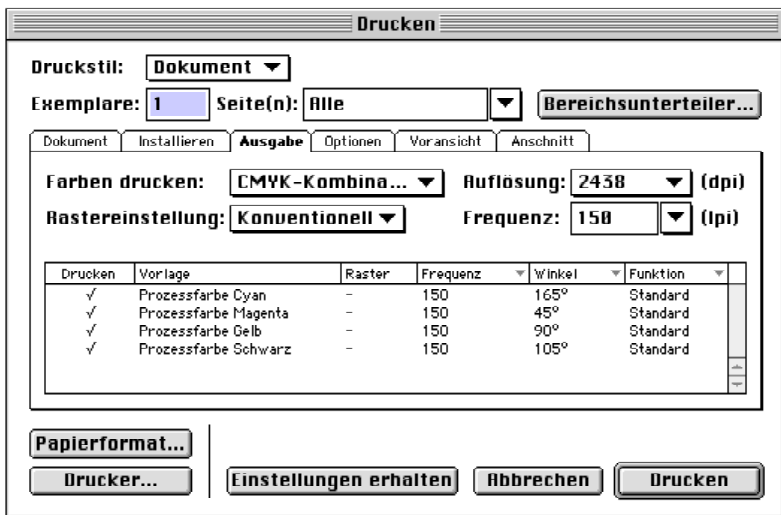 Drucken
Druckstil: Dokument
Exemplare: 1 Seite(n): Alle Bereichsunterteiler...
Dokument Installieren Ausgabe Optionen Voransicht Anschnitt
Farben drucken: CMYK-Kombina... Auflösung: 2438 (dpi)
Rastereinstellung: Konventionell Frequenz: 150 (lpi)
Drucken Vorlage Raster Frequenz Winkel Funktion
√ Prozessfarbe Cyan - 150 165° Standard
√ Prozessfarbe Magenta - 150 45° Standard
√ Prozessfarbe Gelb - 150 90° Standard
√ Prozessfarbe Schwarz - 150 105° Standard
Papierformat...
Drucker... Einstellungen erhalten Abbrechen Drucken